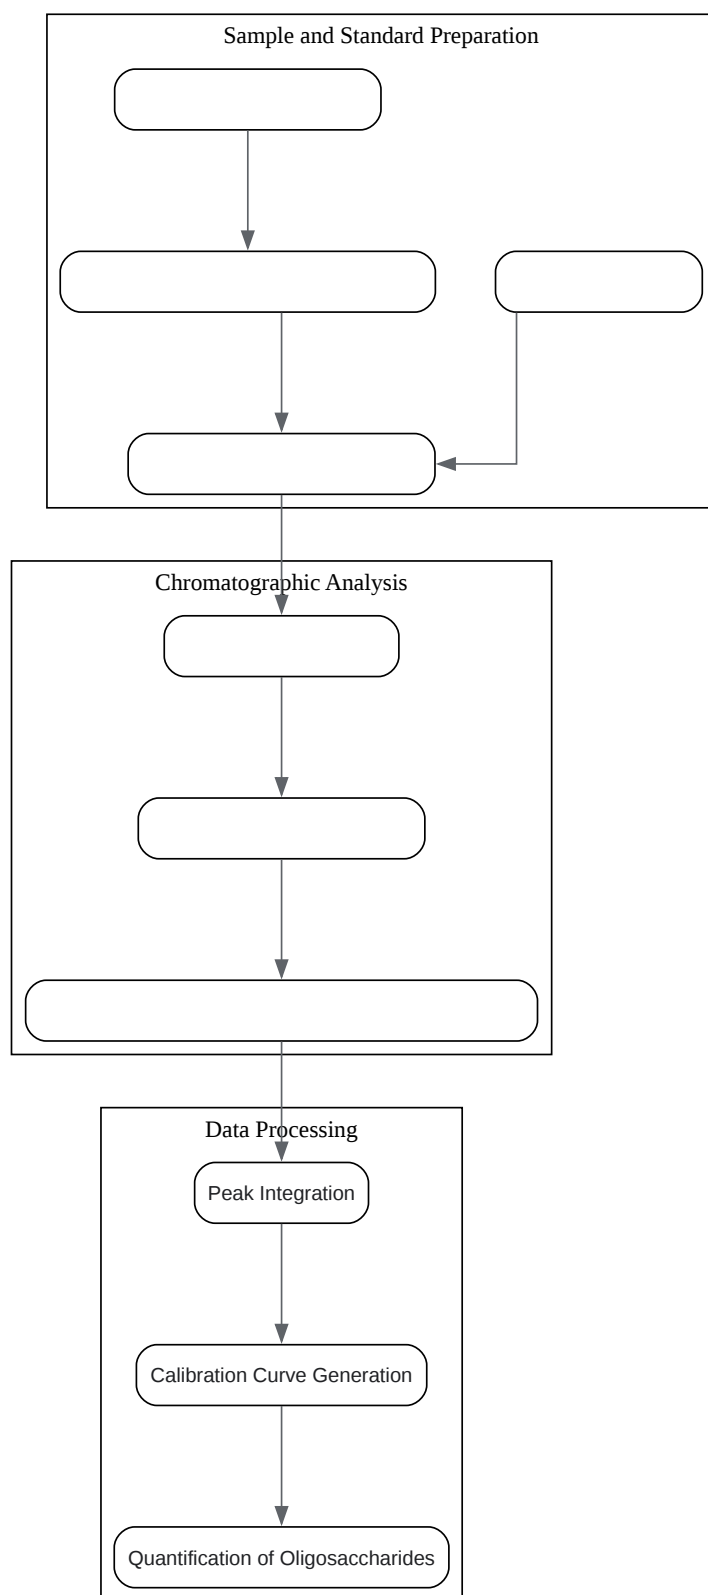 Sample and Standard Preparation
Chromatographic Analysis
Data Processing
Peak Integration
Calibration Curve Generation
Quantification of Oligosaccharides